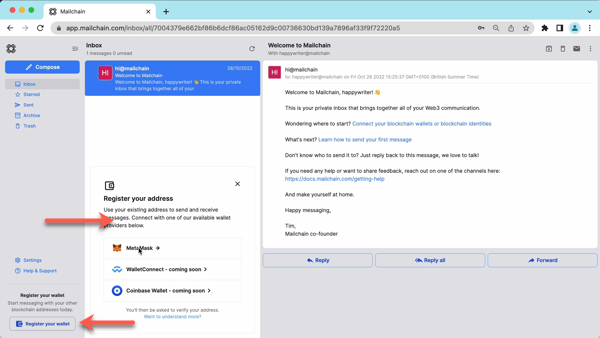 Mailchain
app.mailchain.com/inbox/all/7004379e662bf86b6dcf86ac05162d9c00736630bd139a7896af33f9f72220a5
Compose
Inbox
Starred
Sent
Archive
Trash
Settings
Help & Support
Register your wallet
Start messaging with your
blockchain addresses today.
Register your wallet
Inbox
1 messages 0 unread
HI
hi@mailchain
28/10/2022
Welcome to Mailchain
Welcome to Mailchain, happywriter! 👋 This is your private
inbox that brings together all of your
Register your address
Use your existing address to send and receive
messages. Connect with one of our available wallet
providers below.
MetaMask
WalletConnect - coming soon
Coinbase Wallet - coming soon
You'll then be asked to verify your address.
Want to understand more?
Welcome to Mailchain
With happywriter@mailchain
HI
hi@mailchain
to: happywriter@mailchain on Fri Oct 28 2022 15:25:37 GMT+0100 (British Summer Time)
Welcome to Mailchain, happywriter! 👋
This is your private inbox that brings together all of your Web3 communication.
Wondering where to start? Connect your blockchain wallets or blockchain identities
What's next? Learn how to send your first message
Don't know who to send it to? Just reply back to this message, we love to talk!
If you need any help or want to share feedback, reach out on one of the channels here:
https://docs.mailchain.com/getting-help
And make yourself at home.
Happy messaging,
Tim,
Mailchain co-founder
Reply
Reply all
Forward